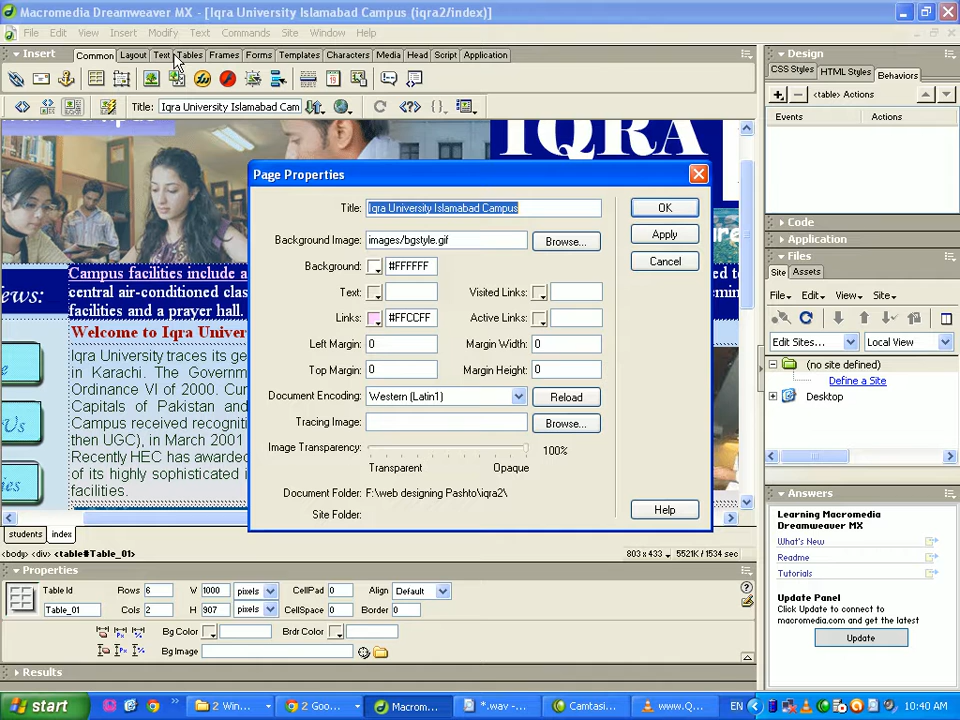 Macromedia Dreamweaver MX - [Iqra University Islamabad Campus (iqra2/index)]
File Edit View Insert Modify Text Commands Site Window Help
Insert Common Layout Text Tables Frames Forms Templates Characters Media Head Script Application
Title: Iqra University Islamabad Cam
IQRA
Page Properties
Title: Iqra University Islamabad Campus
OK
Background Image: images/bgstyle.gif Browse...
Apply
Background: #FFFFFF
Cancel
Text: Visited Links:
Links: #FFCCFF Active Links:
Left Margin: 0 Margin Width: 0
Top Margin: 0 Margin Height: 0
Document Encoding: Western (Latin1) Reload
Tracing Image: Browse...
Image Transparency: 100%
Transparent Opaque
Document Folder: F:\web designing Pashto\iqra2\
Site Folder:
Help
News:
Campus facilities include a
central air-conditioned clas
facilities and a prayer hall.
Welcome to Iqra Univer
Iqra University traces its ge
in Karachi. The Governm
Ordinance VI of 2000. Cur
Capitals of Pakistan and
Campus received recogniti
then UGC), in March 2001
Recently HEC has awarded
of its highly sophisticated i
facilities.
Us
students index
<body> <div> <table#Table_01>
803 x 433 5521K / 1534 sec
Properties
Table Id Rows 6 W 1000 pixels CellPad 0 Align Default
Table_01 Cols 2 H 907 pixels CellSpace 0 Border 0
Bg Color Brdr Color
Bg Image
Results
Design
CSS Styles HTML Styles Behaviors
<table> Actions
Events Actions
Code
Application
Files
Site Assets
File Edit View Site
Edit Sites... Local View
(no site defined)
Define a Site
Desktop
Answers
Learning Macromedia
Dreamweaver MX
What's New
Readme
Tutorials
Update Panel
Click Update to connect to
macromedia.com and get the latest
Update
start 2 Win... 2 Goo... Macrom... *.wav -... Camtasi... www.Q... EN 10:40 AM